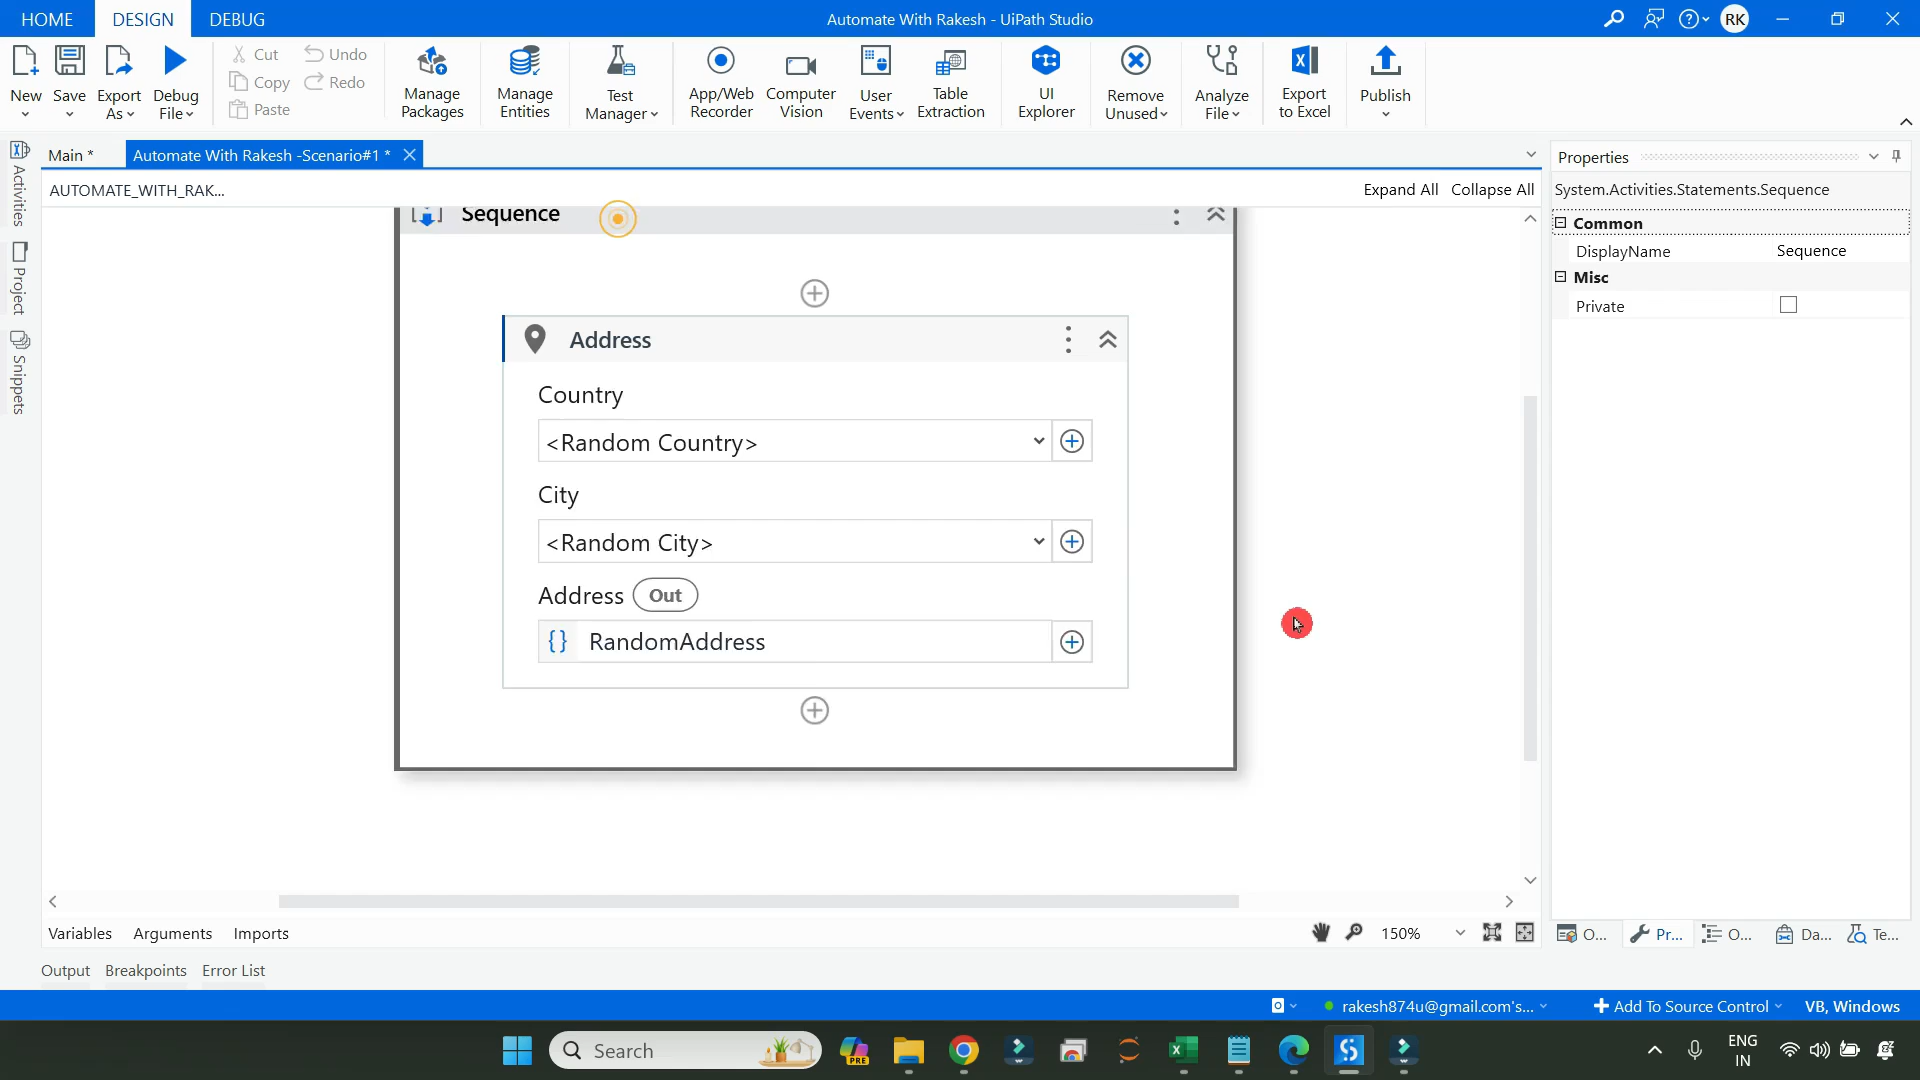 HOME DESIGN DEBUG
Automate With Rakesh - UiPath Studio
RK
New
Save
Export
As
Debug
File
Cut
Copy
Paste
Undo
Redo
Manage
Packages
Manage
Entities
Test
Manager
App/Web
Recorder
Computer
Vision
User
Events
Table
Extraction
UI
Explorer
Remove
Unused
Analyze
File
Export
to Excel
Publish
Activities
Project
Snippets
Main *
Automate With Rakesh -Scenario#1 *
AUTOMATE_WITH_RAK...
Expand All Collapse All
Sequence
Address
Country
<Random Country>
City
<Random City>
Address Out
{} RandomAddress
Properties
System.Activities.Statements.Sequence
Common
DisplayName Sequence
Misc
Private
Variables Arguments Imports
150%
O... Pr... O... Da... Te...
Output Breakpoints Error List
rakesh874u@gmail.com's...
Add To Source Control
VB, Windows
Search
PRE
ENG
IN